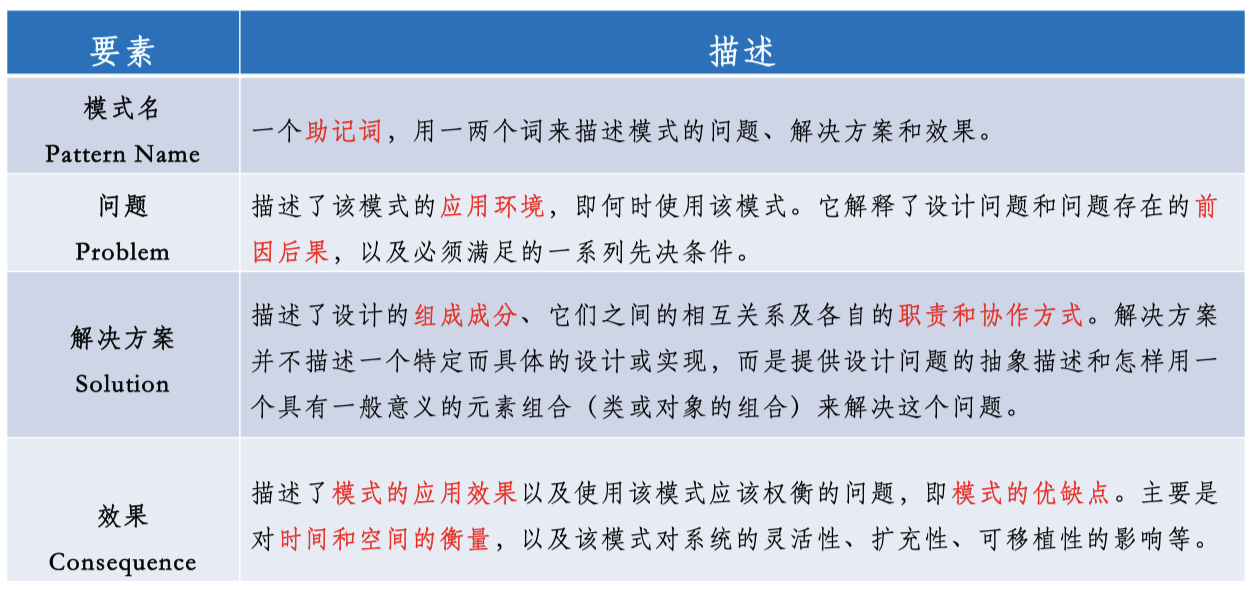 要素
描述
模式名
Pattern Name
一个助记词，用一两个词来描述模式的问题、解决方案和效果。
问题
Problem
描述了该模式的应用环境，即何时使用该模式。它解释了设计问题和问题存在的前
因后果，以及必须满足的一系列先决条件。
解决方案
Solution
描述了设计的组成成分、它们之间的相互关系及各自的职责和协作方式。解决方案
并不描述一个特定而具体的设计或实现，而是提供设计问题的抽象描述和怎样用一
个具有一般意义的元素组合（类或对象的组合）来解决这个问题。
效果
Consequence
描述了模式的应用效果以及使用该模式应该权衡的问题，即模式的优缺点。主要是
对时间和空间的衡量，以及该模式对系统的灵活性、扩充性、可移植性的影响等。